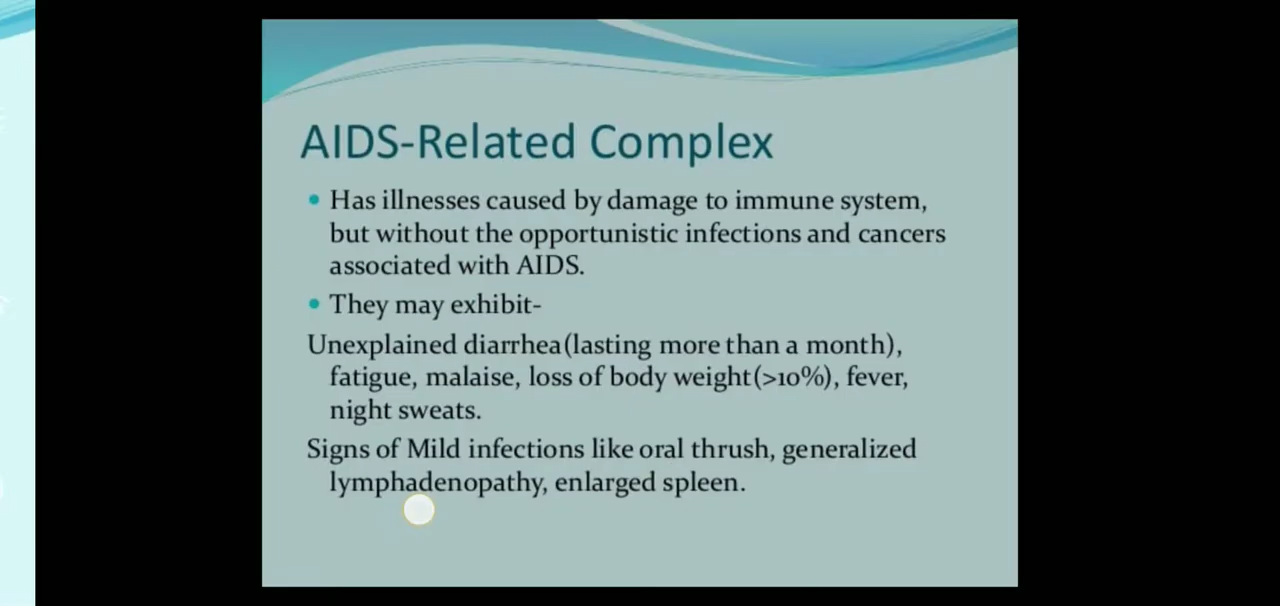 AIDS-Related Complex
• Has illnesses caused by damage to immune system,
but without the opportunistic infections and cancers
associated with AIDS.
• They may exhibit-
Unexplained diarrhea(lasting more than a month),
fatigue, malaise, loss of body weight(>10%), fever,
night sweats.
Signs of Mild infections like oral thrush, generalized
lymphadenopathy, enlarged spleen.